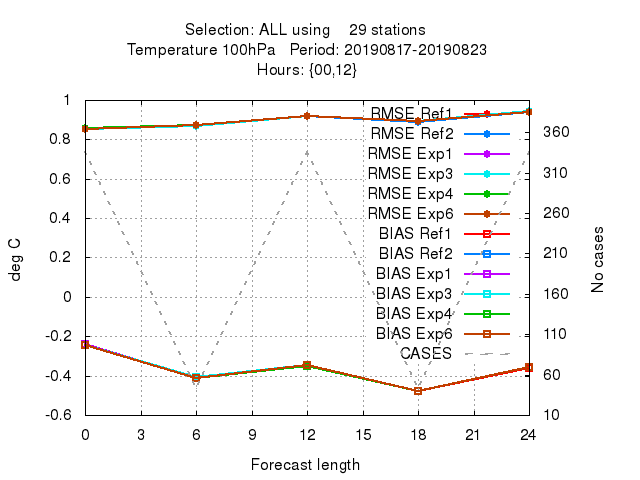 Selection: ALL using 29 stations
Temperature 100hPa Period: 20190817-20190823
Hours: {00,12}
1
0.8
0.6
0.4
0.2
0
-0.2
-0.4
-0.6
deg C
RMSE Ref1
RMSE Ref2
RMSE Exp1
RMSE Exp3
RMSE Exp4
RMSE Exp6
BIAS Ref1
BIAS Ref2
BIAS Exp1
BIAS Exp3
BIAS Exp4
BIAS Exp6
CASES
360
310
260
210
160
110
60
10
No cases
0 3 6 9 12 15 18 21 24
Forecast length